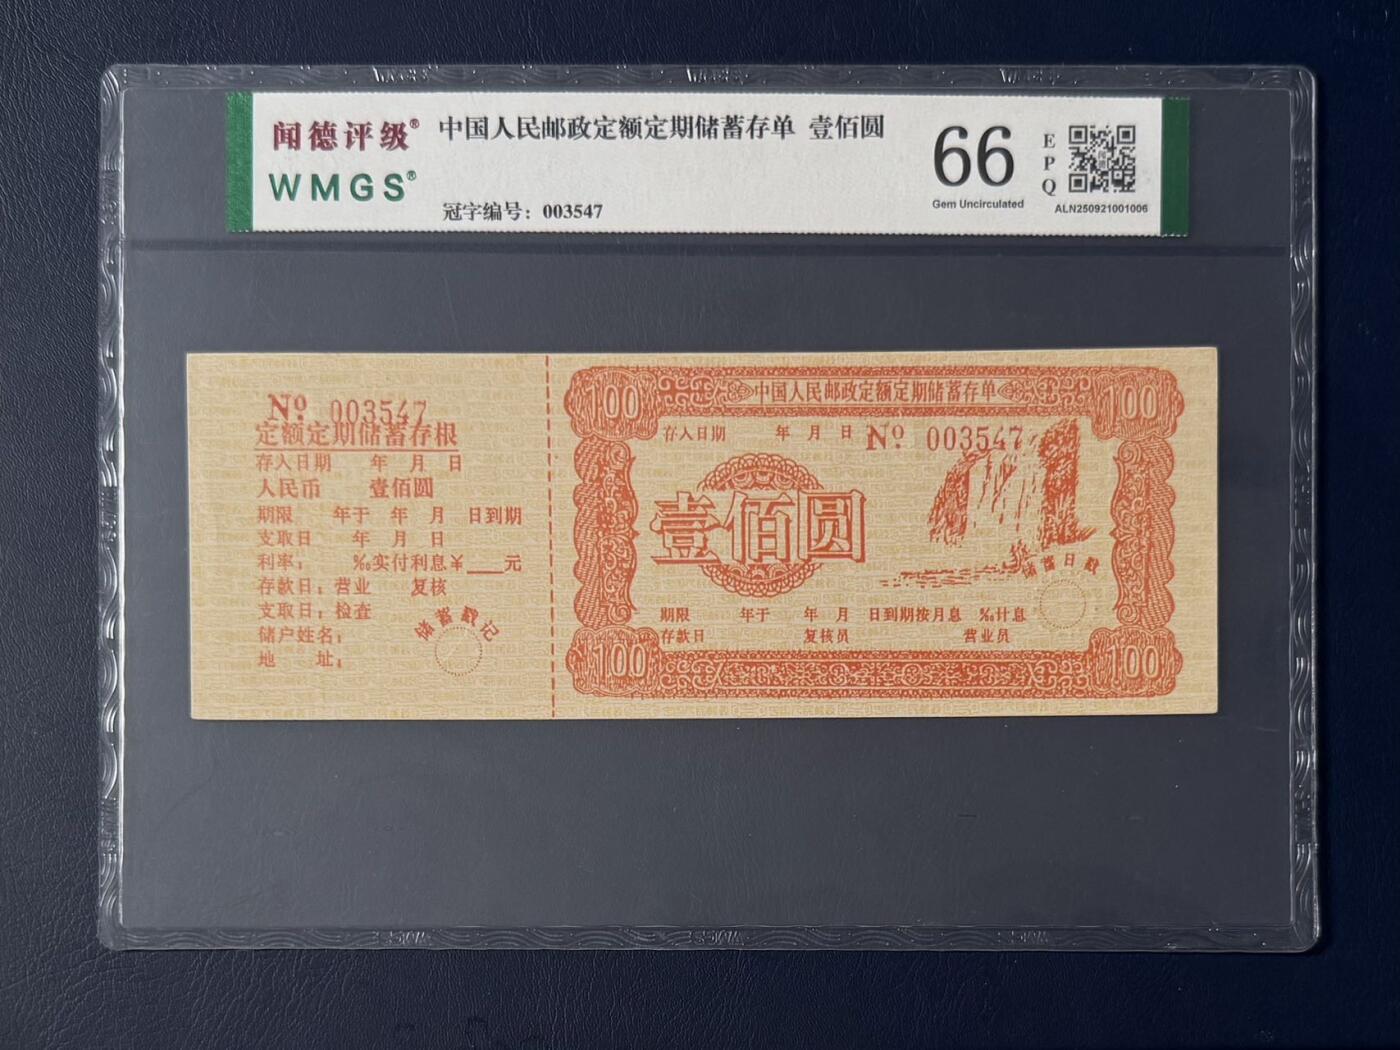 闻德评级®
WMGS®
中国人民邮政定额定期储蓄存单 壹佰圆
冠字编号：003547
66
Gem Uncirculated
EPQ
ALN250921001006
№ 003547
定额定期储蓄存根
存入日期 年 月 日
人民币 壹佰圆
期限 年于 年 月 日到期
支取日 年 月 日
利率： ‰实付利息￥___元
存款日：营业 复核
支取日：检查
储户姓名：
地 址：
储蓄戳记
100 中国人民邮政定额定期储蓄存单 100
存入日期 年 月 日 № 003547
壹佰圆
储蓄日戳
期限 年于 年 月 日到期按月息 ‰计息
存款日 复核员 营业员
100 100